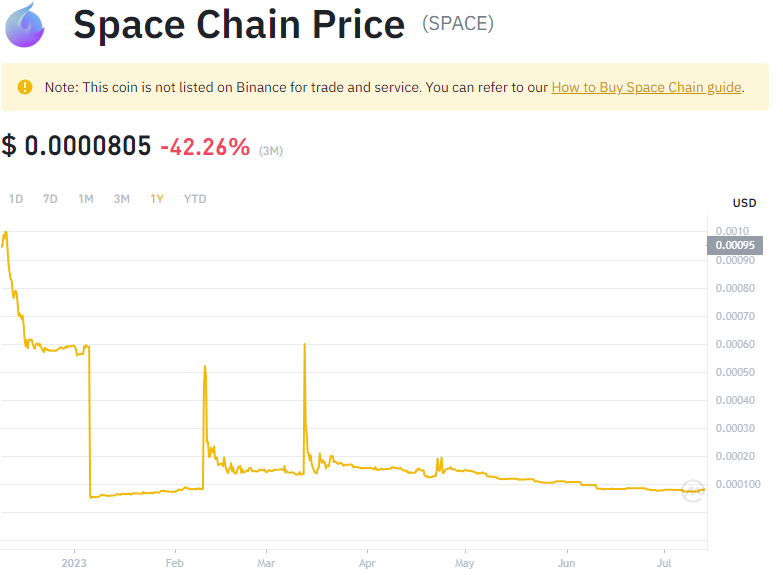 Space Chain Price (SPACE)
Note: This coin is not listed on Binance for trade and service. You can refer to our How to Buy Space Chain guide.
$ 0.0000805 -42.26% (3M)
1D 7D 1M 3M 1Y YTD
USD
0.0010
0.00095
0.00090
0.00080
0.00070
0.00060
0.00050
0.00040
0.00030
0.00020
0.000100
2023 Feb Mar Apr May Jun Jul